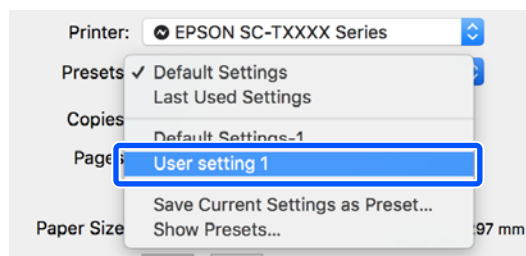 Printer: EPSON SC-TXXXX Series
Presets ✓ Default Settings
Last Used Settings
Copies
Default Settings-1
Pages User setting 1
Save Current Settings as Preset...
Paper Size Show Presets... 97 mm